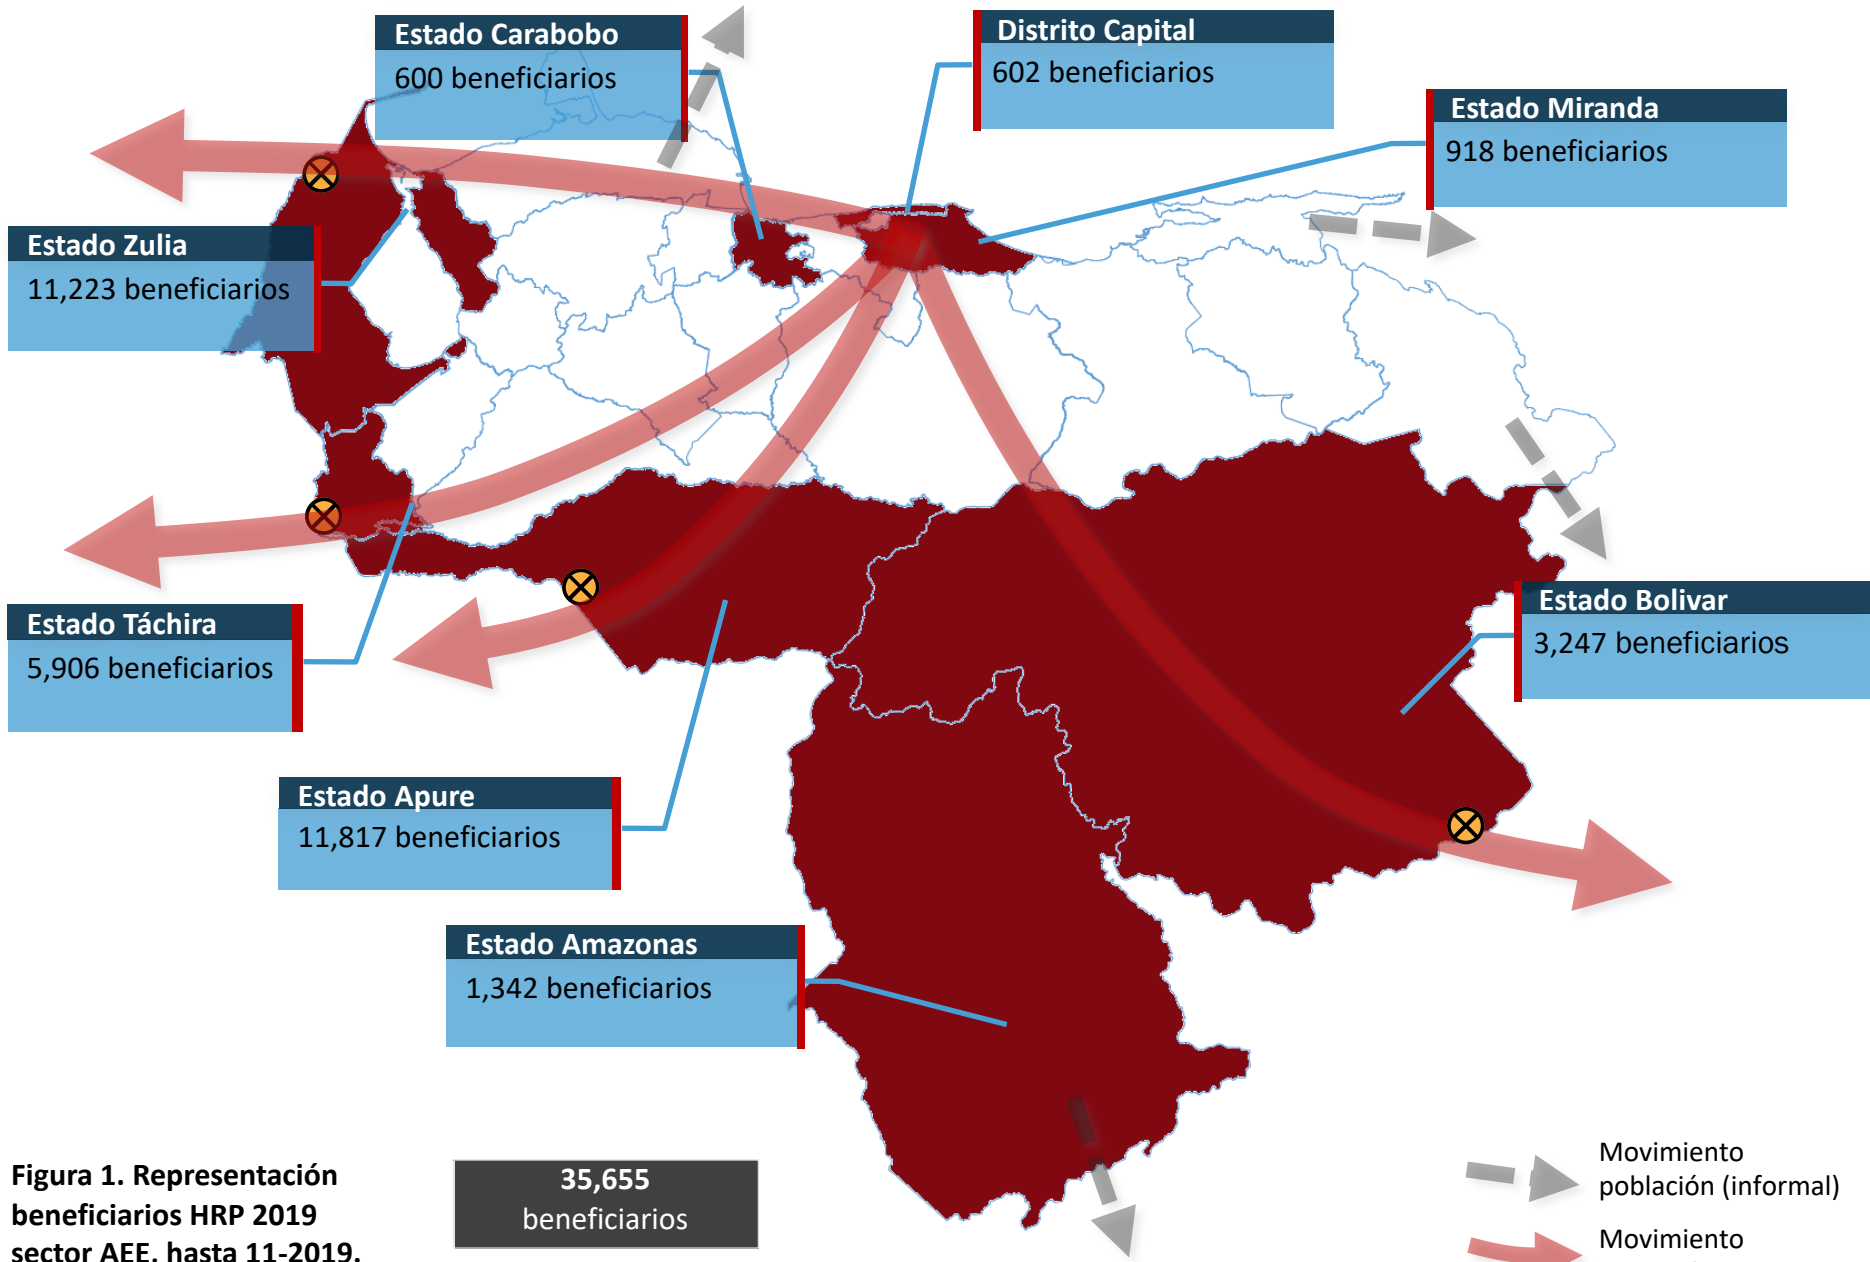 Estado Carabobo
600 beneficiarios
Distrito Capital
602 beneficiarios
Estado Miranda
918 beneficiarios
Estado Zulia
11,223 beneficiarios
Estado Táchira
5,906 beneficiarios
Estado Bolivar
3,247 beneficiarios
Estado Apure
11,817 beneficiarios
Estado Amazonas
1,342 beneficiarios
Figura 1. Representación
beneficiarios HRP 2019
sector AEE. hasta 11-2019.
35,655
beneficiarios
Movimiento
población (informal)
Movimiento